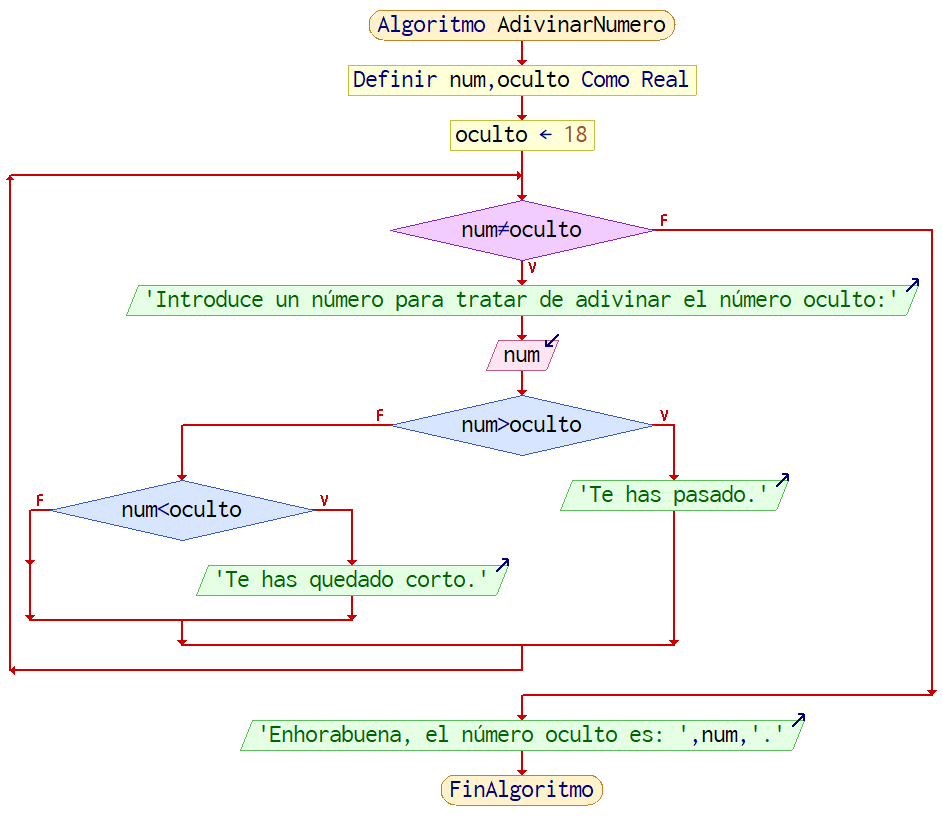 Algoritmo AdivinarNumero
Definir num,oculto Como Real
oculto ← 18
num≠oculto
F
V
'Introduce un número para tratar de adivinar el número oculto:'
num
num>oculto
F
V
'Te has pasado.'
num<oculto
F
V
'Te has quedado corto.'
'Enhorabuena, el número oculto es: ',num,'.'
FinAlgoritmo